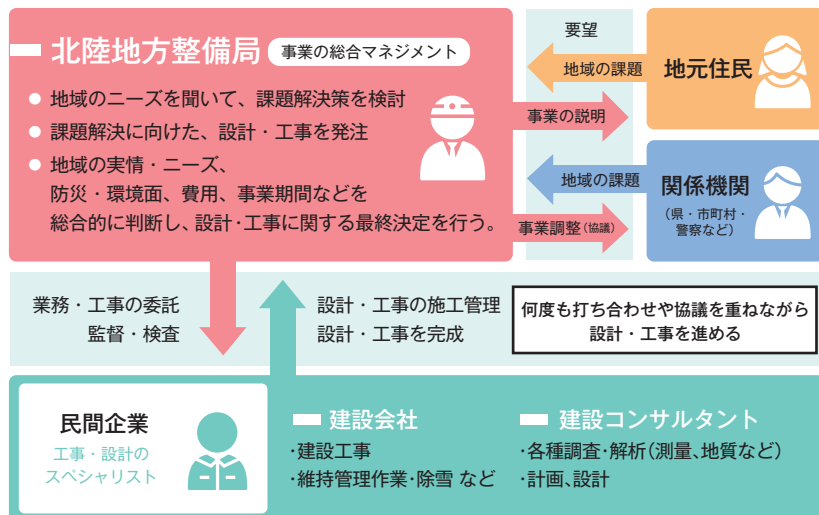 北陸地方整備局 事業の総合マネジメント
● 地域のニーズを聞いて、課題解決策を検討
● 課題解決に向けた、設計・工事を発注
● 地域の実情・ニーズ、
防災・環境面、費用、事業期間などを
総合的に判断し、設計・工事に関する最終決定を行う。
要望
地域の課題
事業の説明
地域の課題
事業調整(協議)
地元住民
関係機関
(県・市町村・
警察など)
業務・工事の委託
監督・検査
設計・工事の施工管理
設計・工事を完成
何度も打ち合わせや協議を重ねながら
設計・工事を進める
民間企業
工事・設計の
スペシャリスト
建設会社
・建設工事
・維持管理作業・除雪 など
建設コンサルタント
・各種調査・解析(測量、地質など)
・計画、設計